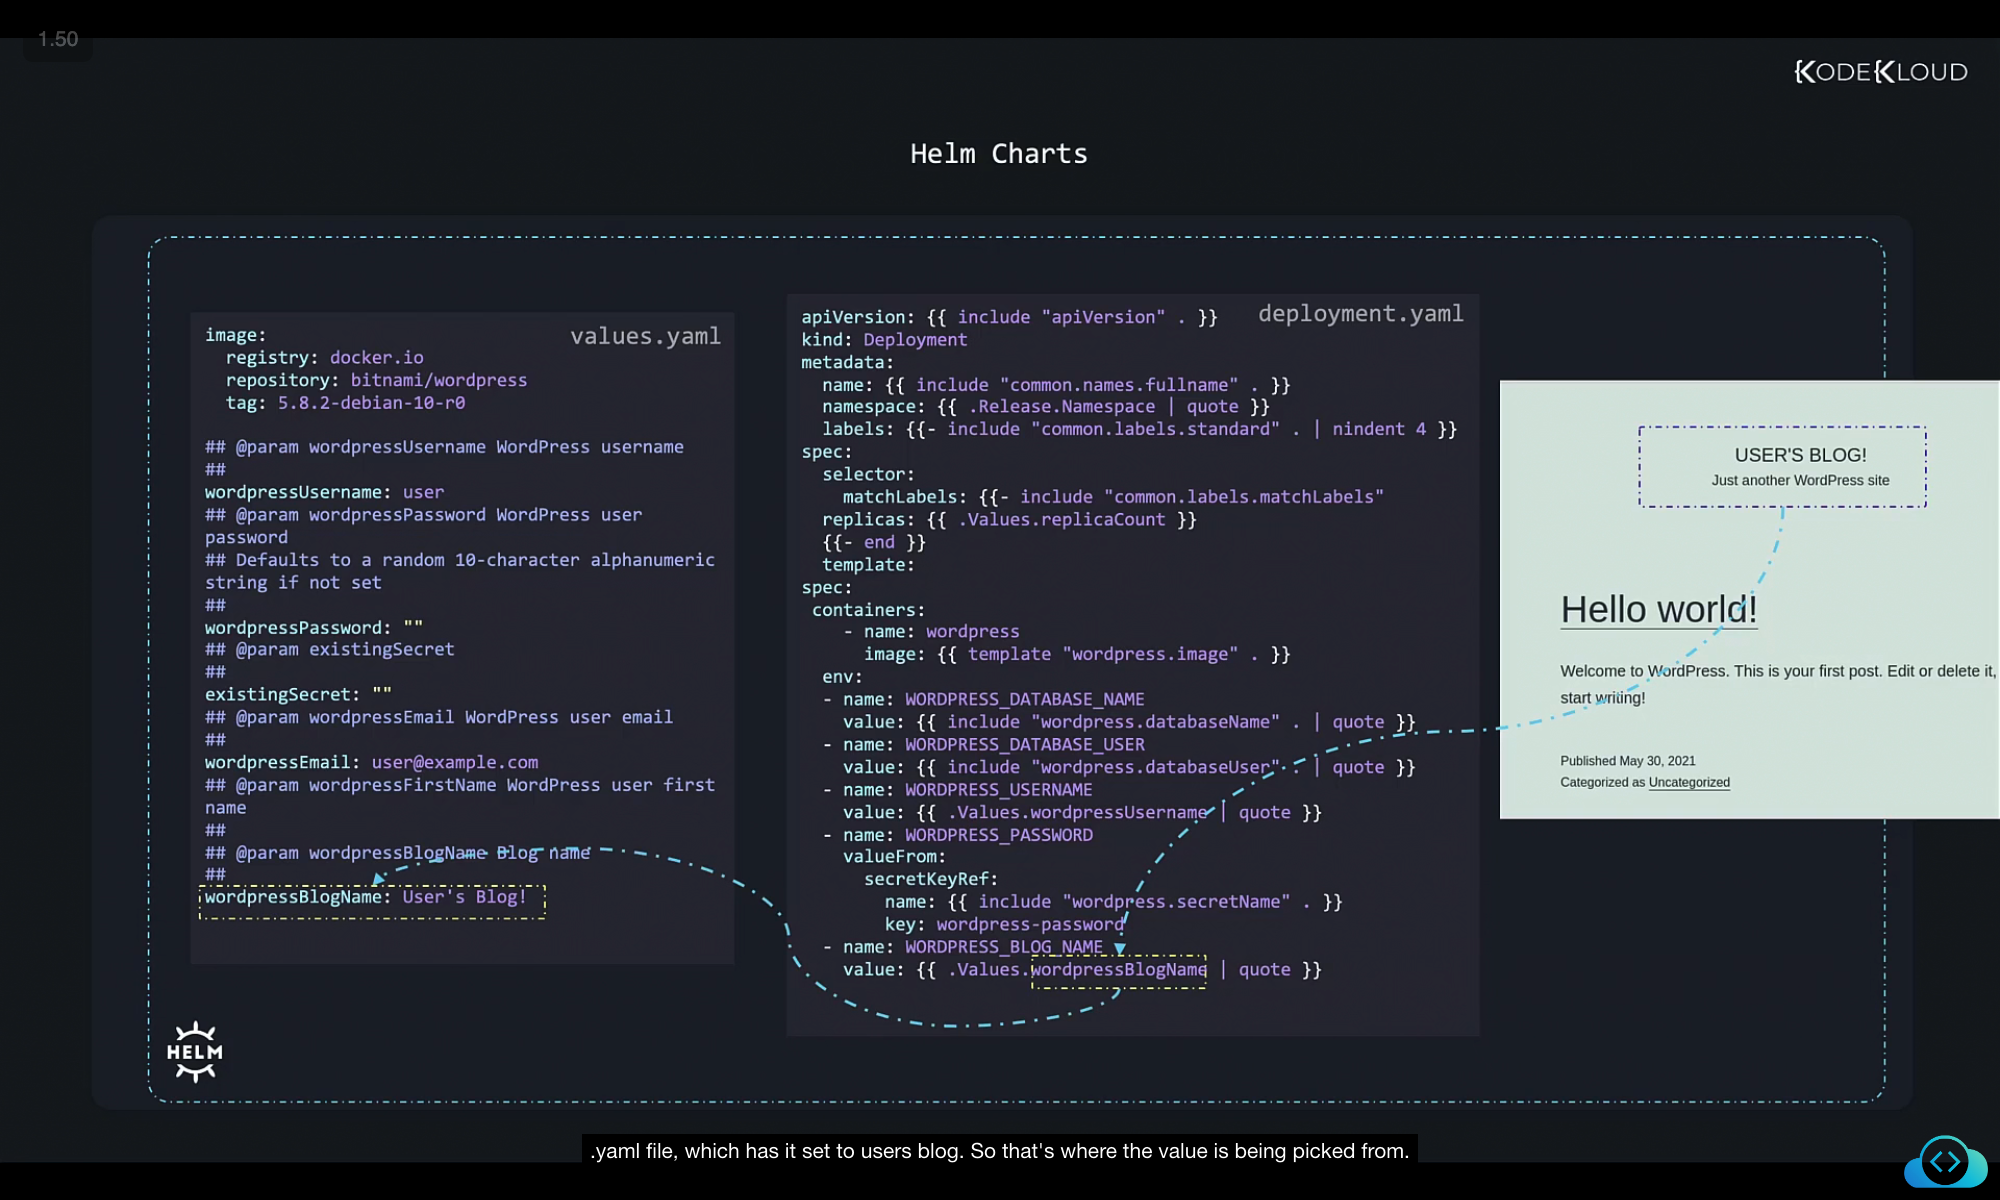 1.50
KODEKLOUD
Helm Charts
values.yaml
image:
  registry: docker.io
  repository: bitnami/wordpress
  tag: 5.8.2-debian-10-r0
## @param wordpressUsername WordPress username
##
wordpressUsername: user
## @param wordpressPassword WordPress user
password
## Defaults to a random 10-character alphanumeric
string if not set
##
wordpressPassword: ""
## @param existingSecret
##
existingSecret: ""
## @param wordpressEmail WordPress user email
##
wordpressEmail: user@example.com
## @param wordpressFirstName WordPress user first
name
##
## @param wordpressBlogName Blog name
##
wordpressBlogName: User's Blog!
deployment.yaml
apiVersion: {{ include "apiVersion" . }}
kind: Deployment
metadata:
  name: {{ include "common.names.fullname" . }}
  namespace: {{ .Release.Namespace | quote }}
  labels: {{- include "common.labels.standard" . | nindent 4 }}
spec:
  selector:
    matchLabels: {{- include "common.labels.matchLabels"
  replicas: {{ .Values.replicaCount }}
  {{- end }}
  template:
spec:
 containers:
    - name: wordpress
      image: {{ template "wordpress.image" . }}
  env:
  - name: WORDPRESS_DATABASE_NAME
    value: {{ include "wordpress.databaseName" . | quote }}
  - name: WORDPRESS_DATABASE_USER
    value: {{ include "wordpress.databaseUser" . | quote }}
  - name: WORDPRESS_USERNAME
    value: {{ .Values.wordpressUsername | quote }}
  - name: WORDPRESS_PASSWORD
    valueFrom:
      secretKeyRef:
        name: {{ include "wordpress.secretName" . }}
        key: wordpress-password
  - name: WORDPRESS_BLOG_NAME
    value: {{ .Values.wordpressBlogName | quote }}
USER'S BLOG!
Just another WordPress site
Hello world!
Welcome to WordPress. This is your first post. Edit or delete it,
start writing!
Published May 30, 2021
Categorized as Uncategorized
HELM
.yaml file, which has it set to users blog. So that's where the value is being picked from.